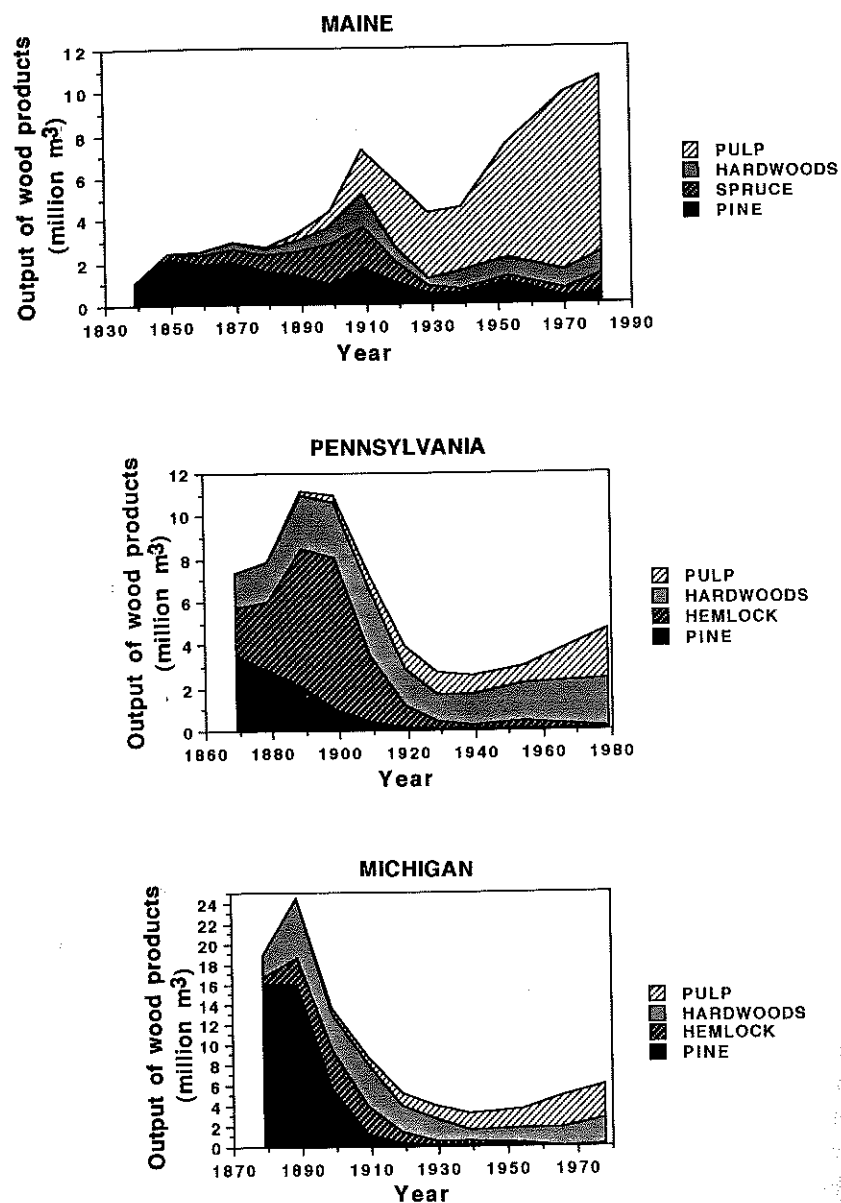 MAINE
Output of wood products
(million m3)
12
10
8
6
4
2
0
1830 1850 1870 1890 1910 1930 1950 1970 1990
Year
PULP
HARDWOODS
SPRUCE
PINE
PENNSYLVANIA
Output of wood products
(million m3)
12
10
8
6
4
2
0
1860 1880 1900 1920 1940 1960 1980
Year
PULP
HARDWOODS
HEMLOCK
PINE
MICHIGAN
Output of wood products
(million m3)
24
22
20
18
16
14
12
10
8
6
4
2
0
1870 1890 1910 1930 1950 1970
Year
PULP
HARDWOODS
HEMLOCK
PINE